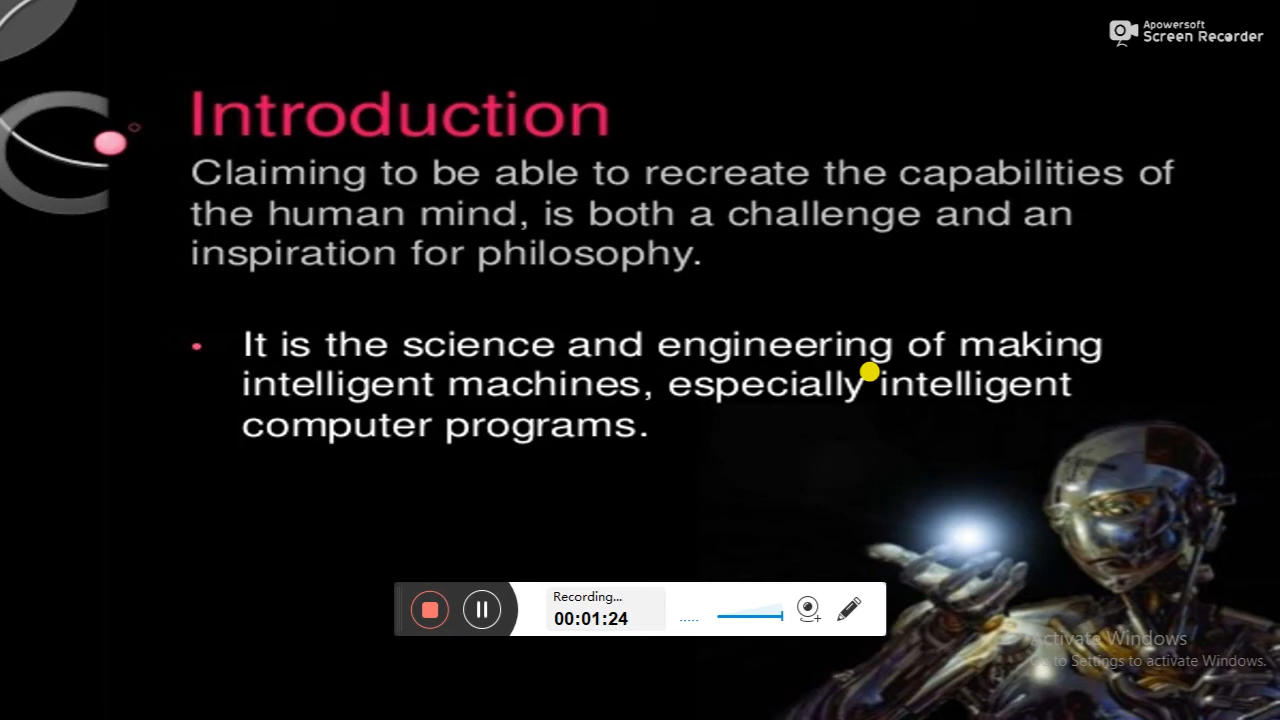 Apowersoft
Screen Recorder
Introduction
Claiming to be able to recreate the capabilities of
the human mind, is both a challenge and an
inspiration for philosophy.
• It is the science and engineering of making
intelligent machines, especially intelligent
computer programs.
Recording...
00:01:24
Activate Windows
Go to Settings to activate Windows.